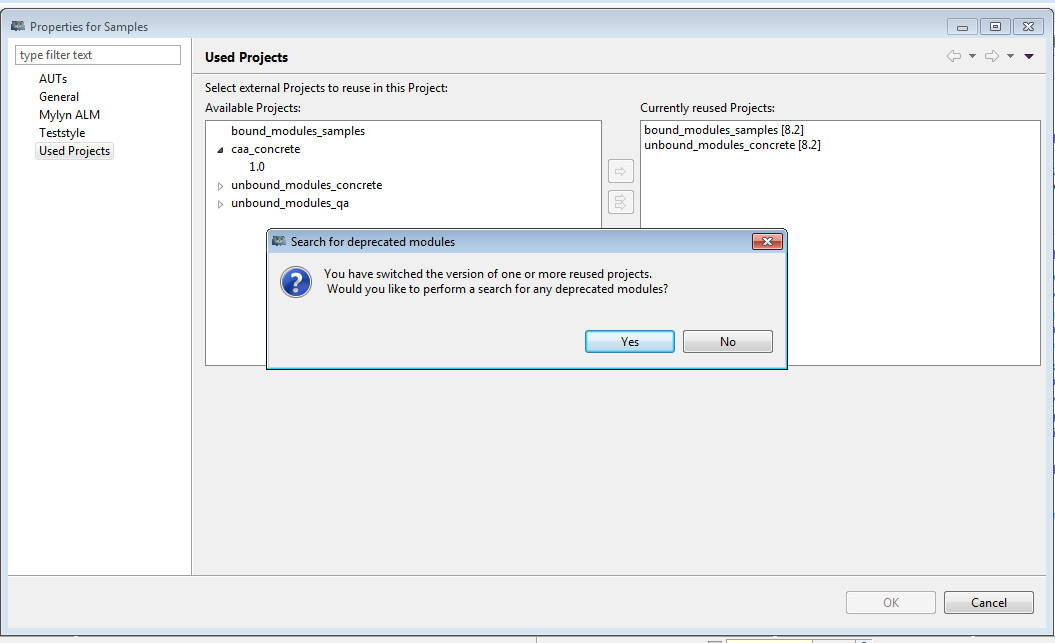 Properties for Samples
type filter text
AUTs
General
Mylyn ALM
Teststyle
Used Projects
Used Projects
Select external Projects to reuse in this Project:
Available Projects:
bound_modules_samples
caa_concrete
1.0
unbound_modules_concrete
unbound_modules_qa
Currently reused Projects:
bound_modules_samples [8.2]
unbound_modules_concrete [8.2]
Search for deprecated modules
You have switched the version of one or more reused projects.
Would you like to perform a search for any deprecated modules?
Yes
No
OK
Cancel